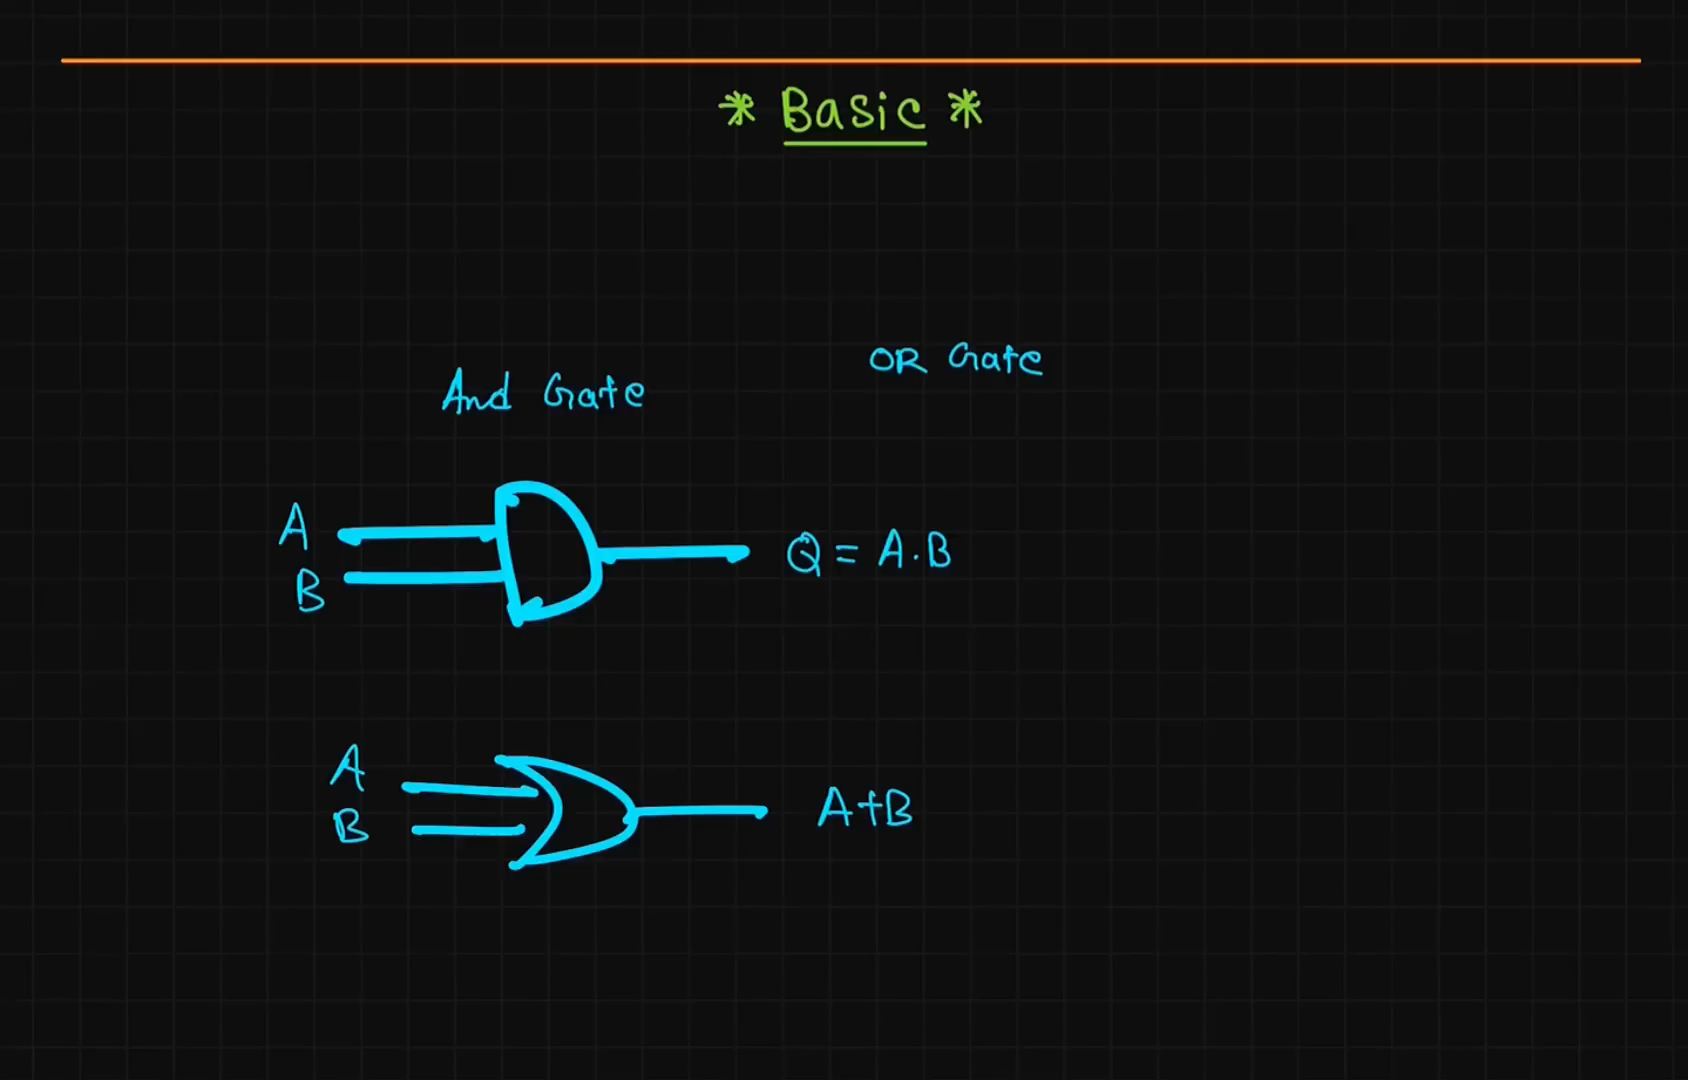 * Basic *
OR Gate
And Gate
A
B
Q = A.B
A
B
A+B